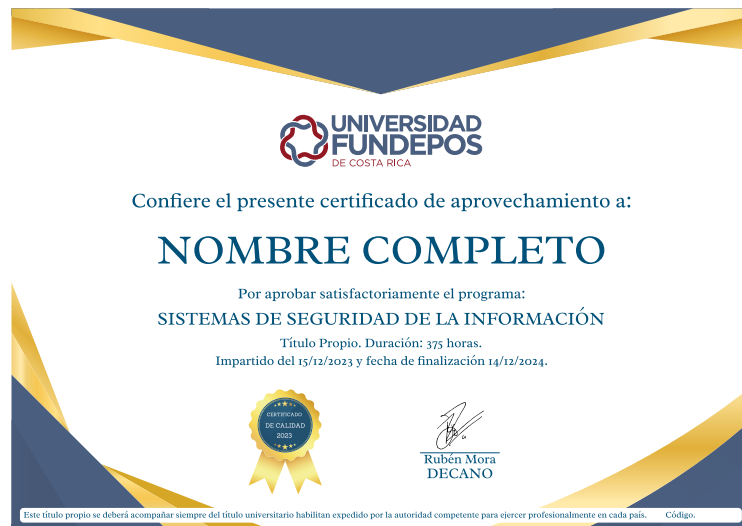 UNIVERSIDAD
FUNDEPOS
DE COSTA RICA
Confiere el presente certificado de aprovechamiento a:
NOMBRE COMPLETO
Por aprobar satisfactoriamente el programa:
SISTEMAS DE SEGURIDAD DE LA INFORMACIÓN
Título Propio. Duración: 375 horas.
Impartido del 15/12/2023 y fecha de finalización 14/12/2024.
CERTIFICADO
DE CALIDAD
2023
Rubén Mora
DECANO
Este título propio se deberá acompañar siempre del título universitario habilitan expedido por la autoridad competente para ejercer profesionalmente en cada país. Código.